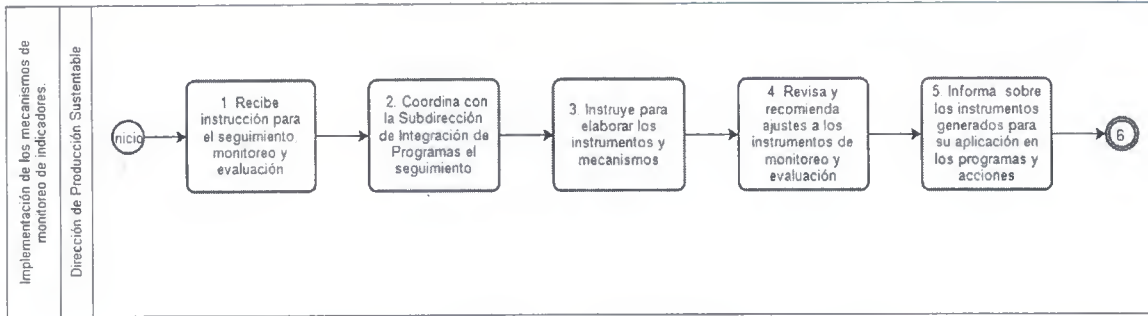 Implementación de los mecanismos de
monitoreo de indicadores.
Dirección de Producción Sustentable
nicio
1 Recibe
instrucción para
el seguimiento
monitoreo y
evaluación
2. Coordina con
la Subdirección
de Integración de
Programas el
seguimiento
3. Instruye para
elaborar los
instrumentos y
mecanismos
4 Revisa y
recomienda
ajustes a los
instrumentos de
monitoreo y
evaluación
5. Informa sobre
los instrumentos
generados para
su aplicación en
los programas y
acciones
6